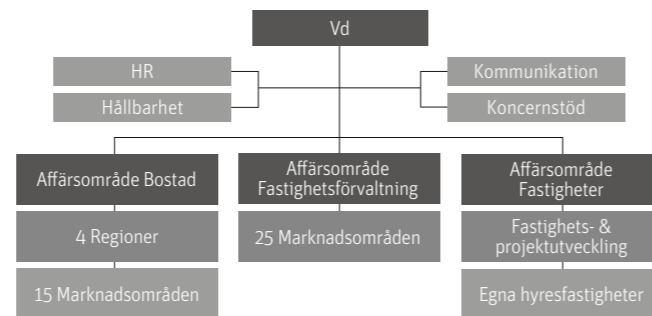 Vd
HR
Kommunikation
Hållbarhet
Koncernstöd
Affärsområde Bostad
Affärsområde
Fastighetsförvaltning
Affärsområde
Fastigheter
4 Regioner
25 Marknadsområden
Fastighets- &
projektutveckling
15 Marknadsområden
Egna hyresfastigheter